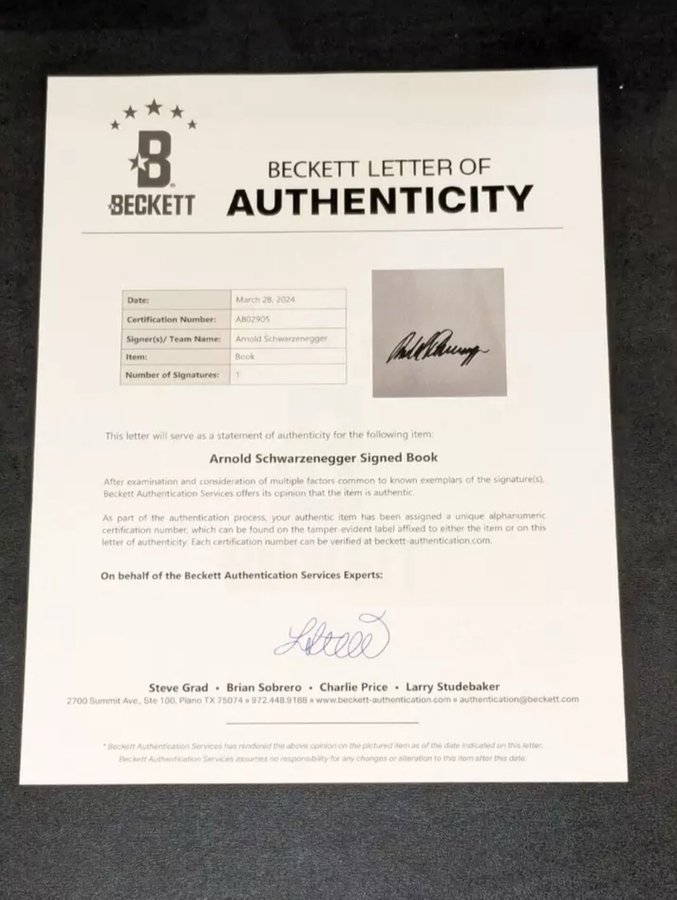 B
BECKETT
BECKETT LETTER OF
AUTHENTICITY
Date: March 28, 2024
Certification Number: AB02905
Signer(s)/ Team Name: Arnold Schwarzenegger
Item: Book
Number of Signatures: 1
This letter will serve as a statement of authenticity for the following item:
Arnold Schwarzenegger Signed Book
After examination and consideration of multiple factors common to known exemplars of the signature(s),
Beckett Authentication Services offers its opinion that the item is authentic.
As part of the authentication process, your authentic item has been assigned a unique alphanumeric
certification number, which can be found on the tamper-evident label affixed to either the item or on this
letter of authenticity. Each certification number can be verified at beckett-authentication.com.
On behalf of the Beckett Authentication Services Experts:
Steve Grad • Brian Sobrero • Charlie Price • Larry Studebaker
2700 Summit Ave., Ste 100, Plano TX 75074 • 972.448.9188 • www.beckett-authentication.com • authentication@beckett.com
* Beckett Authentication Services has rendered the above opinion on the pictured item as of the date indicated on this letter.
Beckett Authentication Services assumes no responsibility for any changes or alteration to this item after this date.